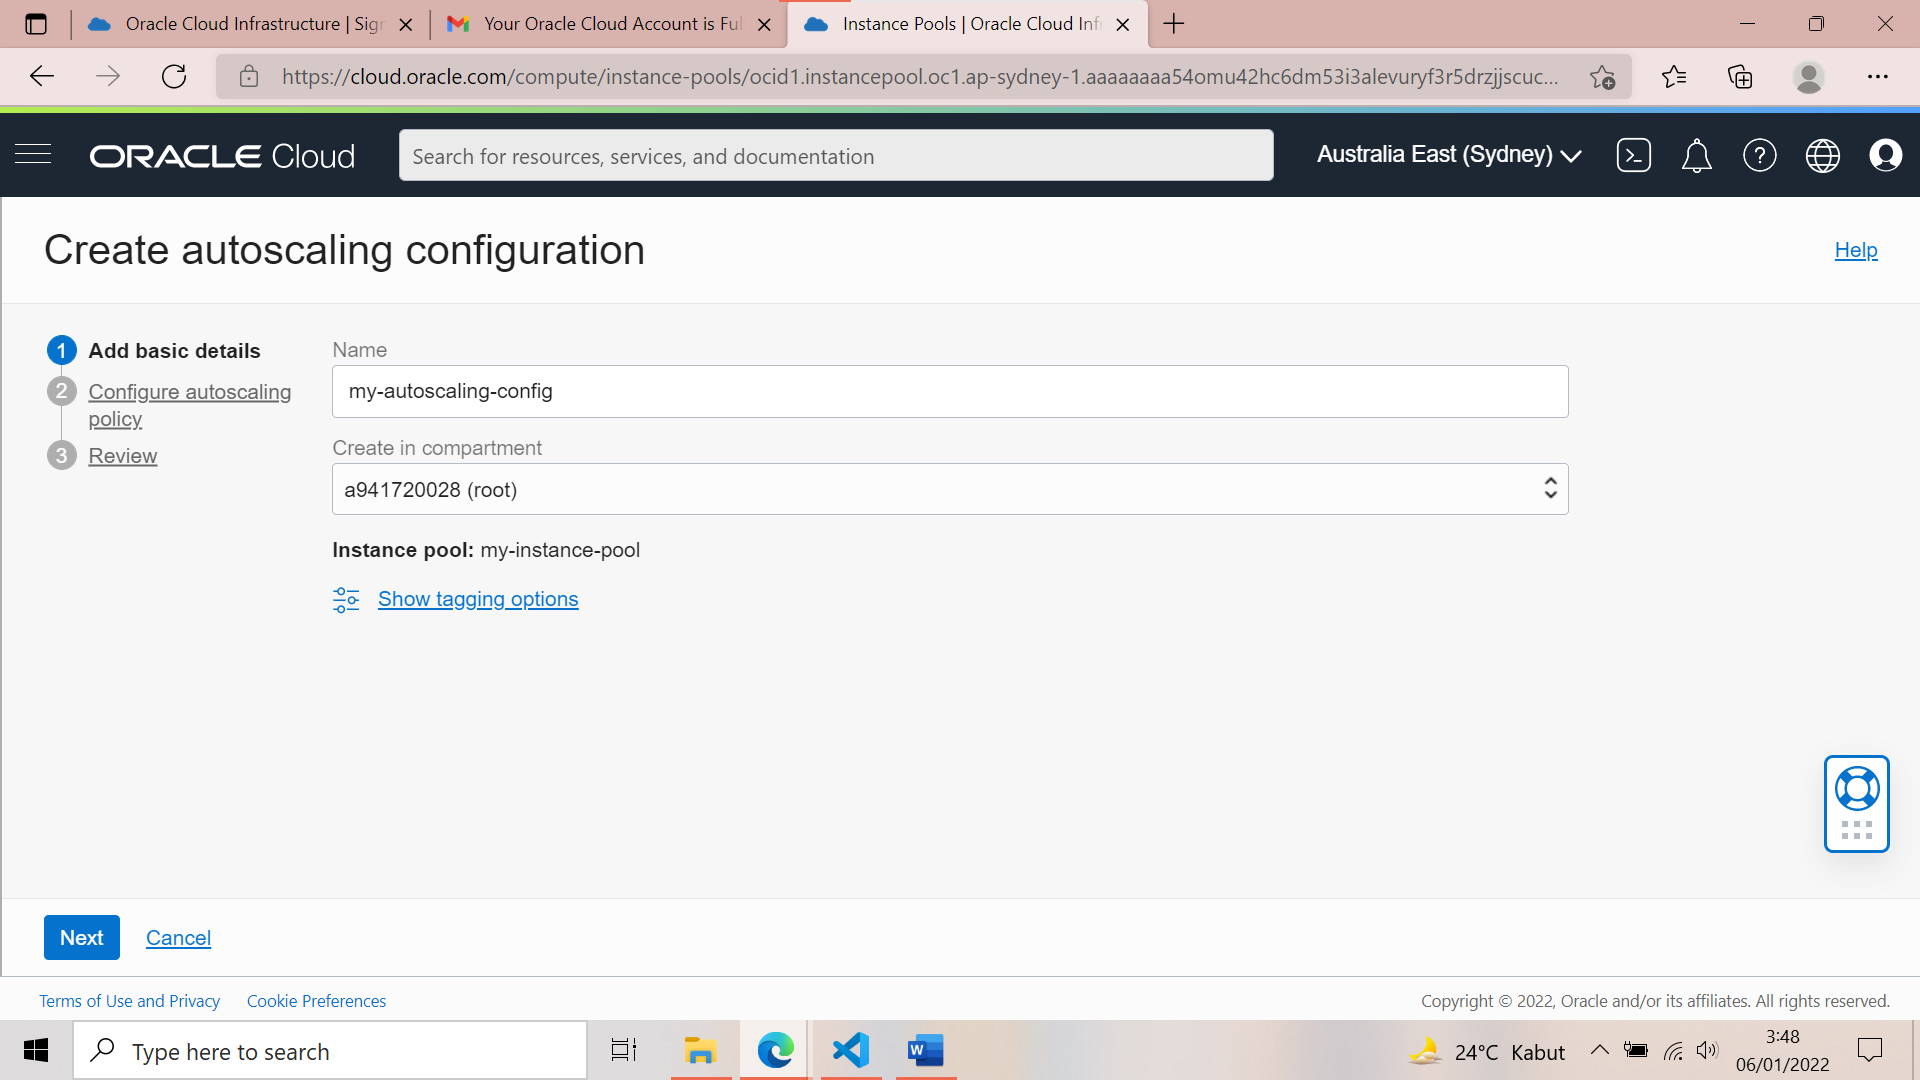 Oracle Cloud Infrastructure | Sign
Your Oracle Cloud Account is Full
Instance Pools | Oracle Cloud Infr
https://cloud.oracle.com/compute/instance-pools/ocid1.instancepool.oc1.ap-sydney-1.aaaaaaaa54omu42hc6dm53i3alevuryf3r5drzjjscuc...
ORACLE Cloud
Search for resources, services, and documentation
Australia East (Sydney)
Create autoscaling configuration
Help
1 Add basic details
2 Configure autoscaling
policy
3 Review
Name
my-autoscaling-config
Create in compartment
a941720028 (root)
Instance pool: my-instance-pool
Show tagging options
Next Cancel
Terms of Use and Privacy Cookie Preferences
Copyright © 2022, Oracle and/or its affiliates. All rights reserved.
Type here to search
24°C Kabut
3:48
06/01/2022